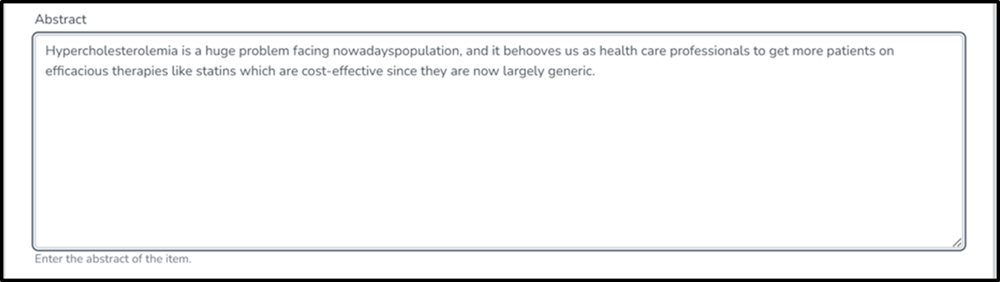 Abstract
Hypercholesterolemia is a huge problem facing nowadayspopulation, and it behooves us as health care professionals to get more patients on
efficacious therapies like statins which are cost-effective since they are now largely generic.
Enter the abstract of the item.